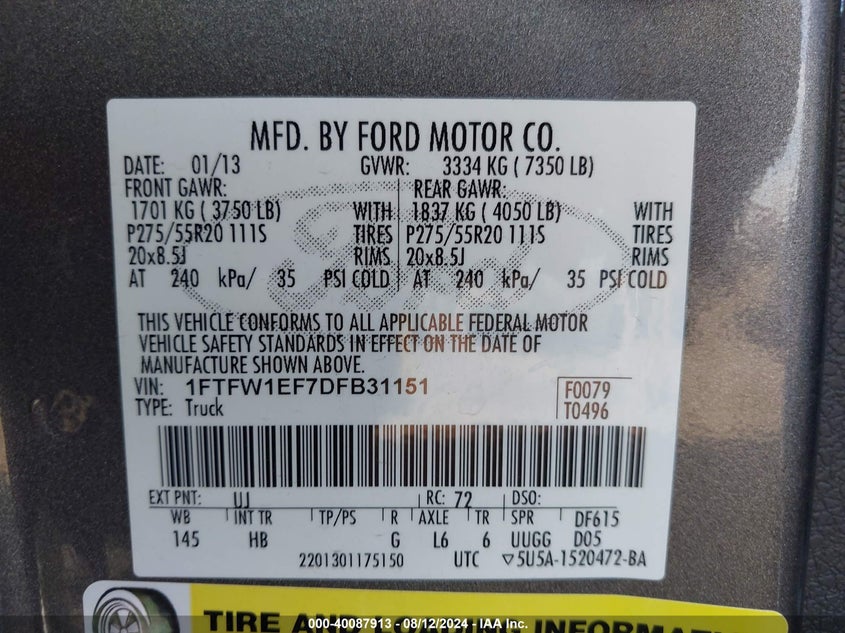 MFD. BY FORD MOTOR CO.
DATE: 01/13 GVWR: 3334 KG ( 7350 LB)
FRONT GAWR: REAR GAWR:
1701 KG ( 3750 LB) WITH 1837 KG ( 4050 LB) WITH
P275/55R20 111S TIRES P275/55R20 111S TIRES
20x8.5J RIMS 20x8.5J RIMS
AT 240 kPa/ 35 PSI COLD AT 240 kPa/ 35 PSI COLD
Ford
THIS VEHICLE CONFORMS TO ALL APPLICABLE FEDERAL MOTOR
VEHICLE SAFETY STANDARDS IN EFFECT ON THE DATE OF
MANUFACTURE SHOWN ABOVE.
VIN: 1FTFW1EF7DFB31151 F0079
TYPE: Truck T0496
EXT PNT: UJ RC: 72 DSO:
WB INT TR TP/PS R AXLE TR SPR DF615
145 HB G L6 6 UUGG D05
2201301175150 UTC ▽5U5A-1520472-BA
TIRE AND LOADING INFORMATI
000-40087913 - 08/12/2024 - IAA Inc.